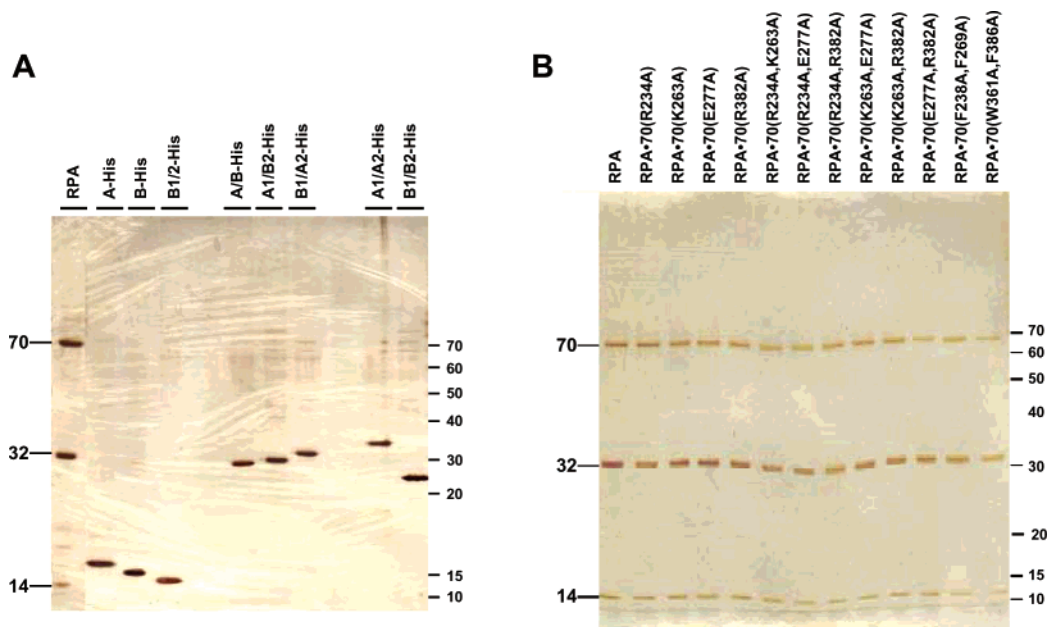 A
RPA
A-His
B-His
B1/2-His
A/B-His
A1/B2-His
B1/A2-His
A1/A2-His
B1/B2-His
70
32
14
70
60
50
40
30
20
15
10
B
RPA
RPA•70(R234A)
RPA•70(K263A)
RPA•70(E277A)
RPA•70(R382A)
RPA•70(R234A,K263A)
RPA•70(R234A,E277A)
RPA•70(R234A,R382A)
RPA•70(K263A,E277A)
RPA•70(K263A,R382A)
RPA•70(E277A,R382A)
RPA•70(F238A,F269A)
RPA•70(W361A,F386A)
70
32
14
70
60
50
40
30
20
15
10